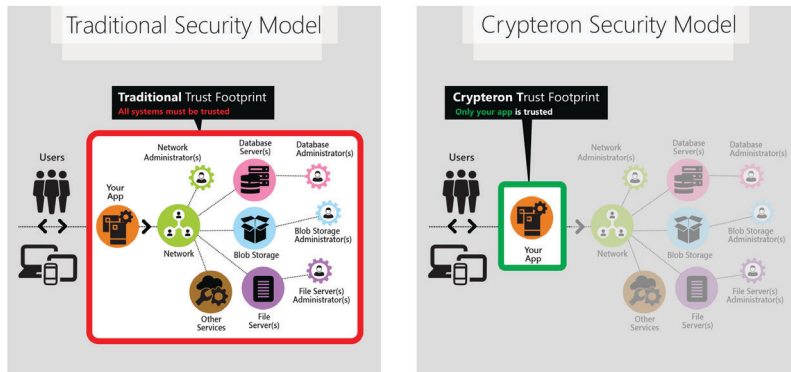 Traditional Security Model
Traditional Trust Footprint
All systems must be trusted
Users
Your
App
Network
Administrator(s)
Database
Server(s)
Database
Administrator(s)
Network
Blob Storage
Blob Storage
Administrator(s)
Other
Services
File
Server(s)
File Server(s)
Administrator(s)
Crypteron Security Model
Crypteron Trust Footprint
Only your app is trusted
Users
Your
App
Network
Administrator(s)
Database
Server(s)
Database
Administrator(s)
Network
Blob Storage
Blob Storage
Administrator(s)
Other
Services
File
Server(s)
File Server(s)
Administrator(s)